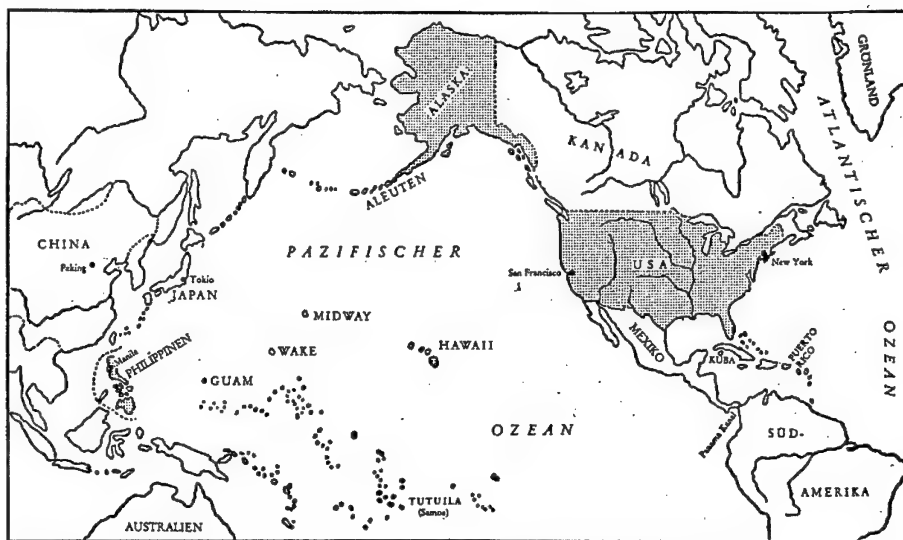 GRÖNLAND
ATLANTISCHER
ALASKA
KANADA
ALEUTEN
CHINA
Peking
PAZIFISCHER
USA
New York
San Francisco
Tokio
JAPAN
MIDWAY
MEXIKO
HAWAII
WAKE
PUERTO
RICO
OZEAN
KUBA
Manila
PHILIPPINEN
GUAM
OZEAN
Panama Kanal
SÜD-
TUTUILA
(Samoa)
AMERIKA
AUSTRALIEN